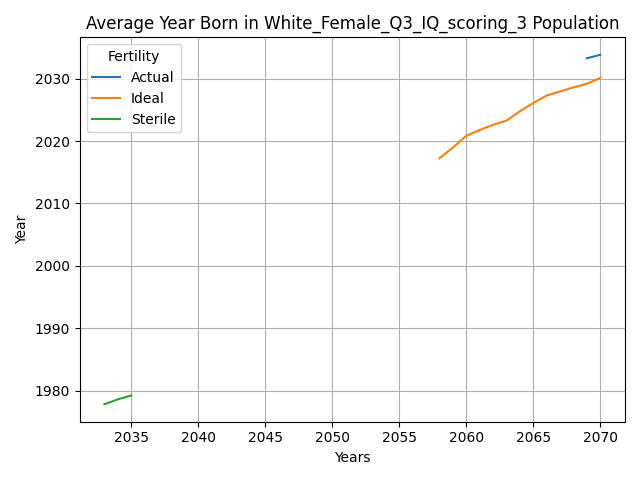 Average Year Born in White_Female_Q3_IQ_scoring_3 Population
Fertility
Actual
Ideal
Sterile
2030
2020
2010
2000
1990
1980
Year
2035 2040 2045 2050 2055 2060 2065 2070
Years